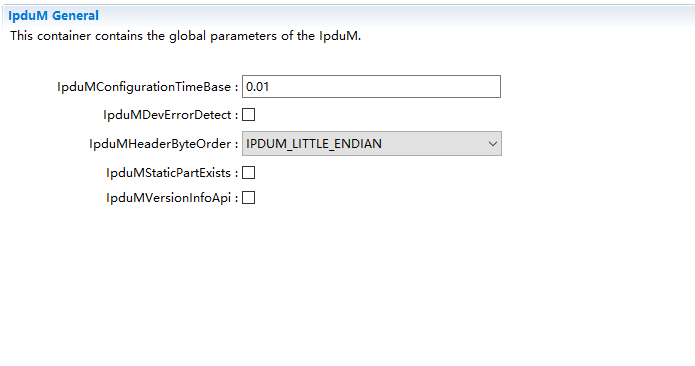 IpduM General
This container contains the global parameters of the IpduM.
IpduMConfigurationTimeBase : 0.01
IpduMDevErrorDetect :
IpduMHeaderByteOrder : IPDUM_LITTLE_ENDIAN
IpduMStaticPartExists :
IpduMVersionInfoApi :